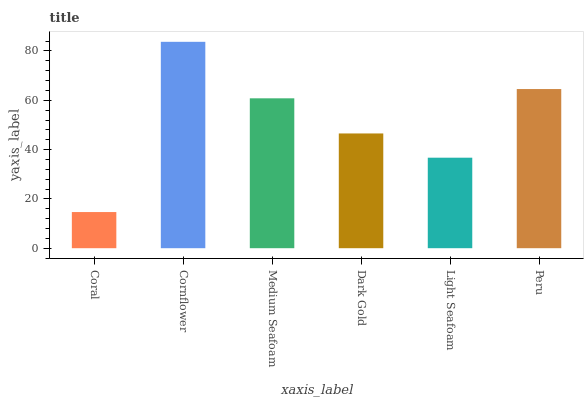 title
yaxis_label
80
60
40
20
0
Coral
Cornflower
Medium Seafoam
Dark Gold
Light Seafoam
Peru
xaxis_label